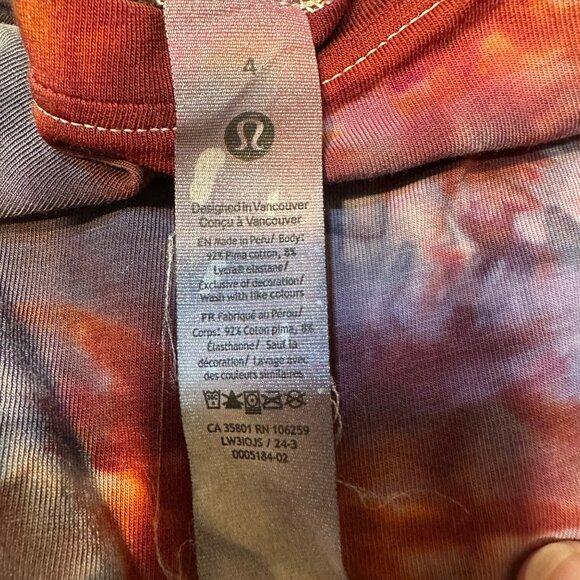 4
Designed in Vancouver
Conçu à Vancouver
EN Made in Peru/ Body:
92% Pima cotton, 8%
Lycra® elastane/
Exclusive of decoration/
Wash with like colours
FR Fabriqué au Pérou/
Corps: 92% Coton pima, 8%
Élasthanne/ Sauf la
décoration/ Lavage avec
des couleurs similaires
CA 35801 RN 106259
LW3IOJS / 24-3
0005184-02